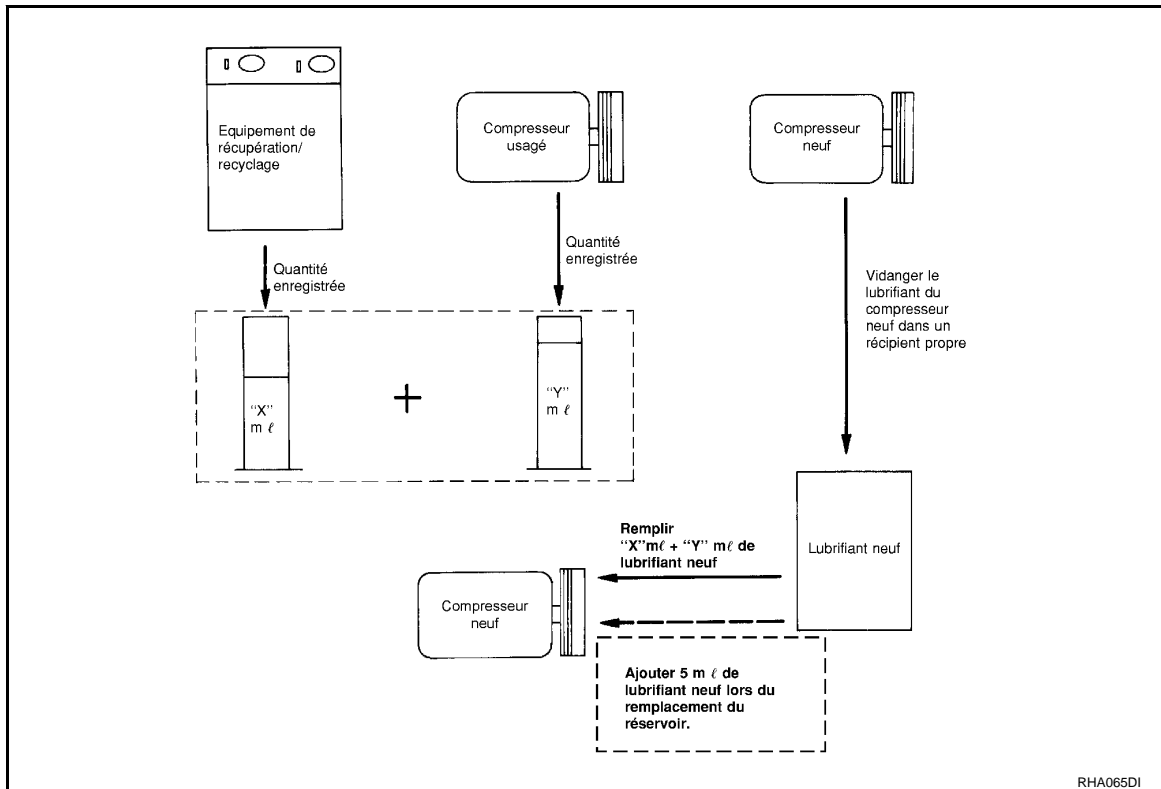 Equipement de
récupération/
recyclage
Compresseur
usagé
Compresseur
neuf
Quantité
enregistrée
Quantité
enregistrée
Vidanger le
lubrifiant du
compresseur
neuf dans un
récipient propre
“X”
m ℓ
+
“Y”
m ℓ
Remplir
“X”mℓ + “Y” mℓ de
lubrifiant neuf
Lubrifiant neuf
Compresseur
neuf
Ajouter 5 m ℓ de
lubrifiant neuf lors du
remplacement du
réservoir.
RHA065DI